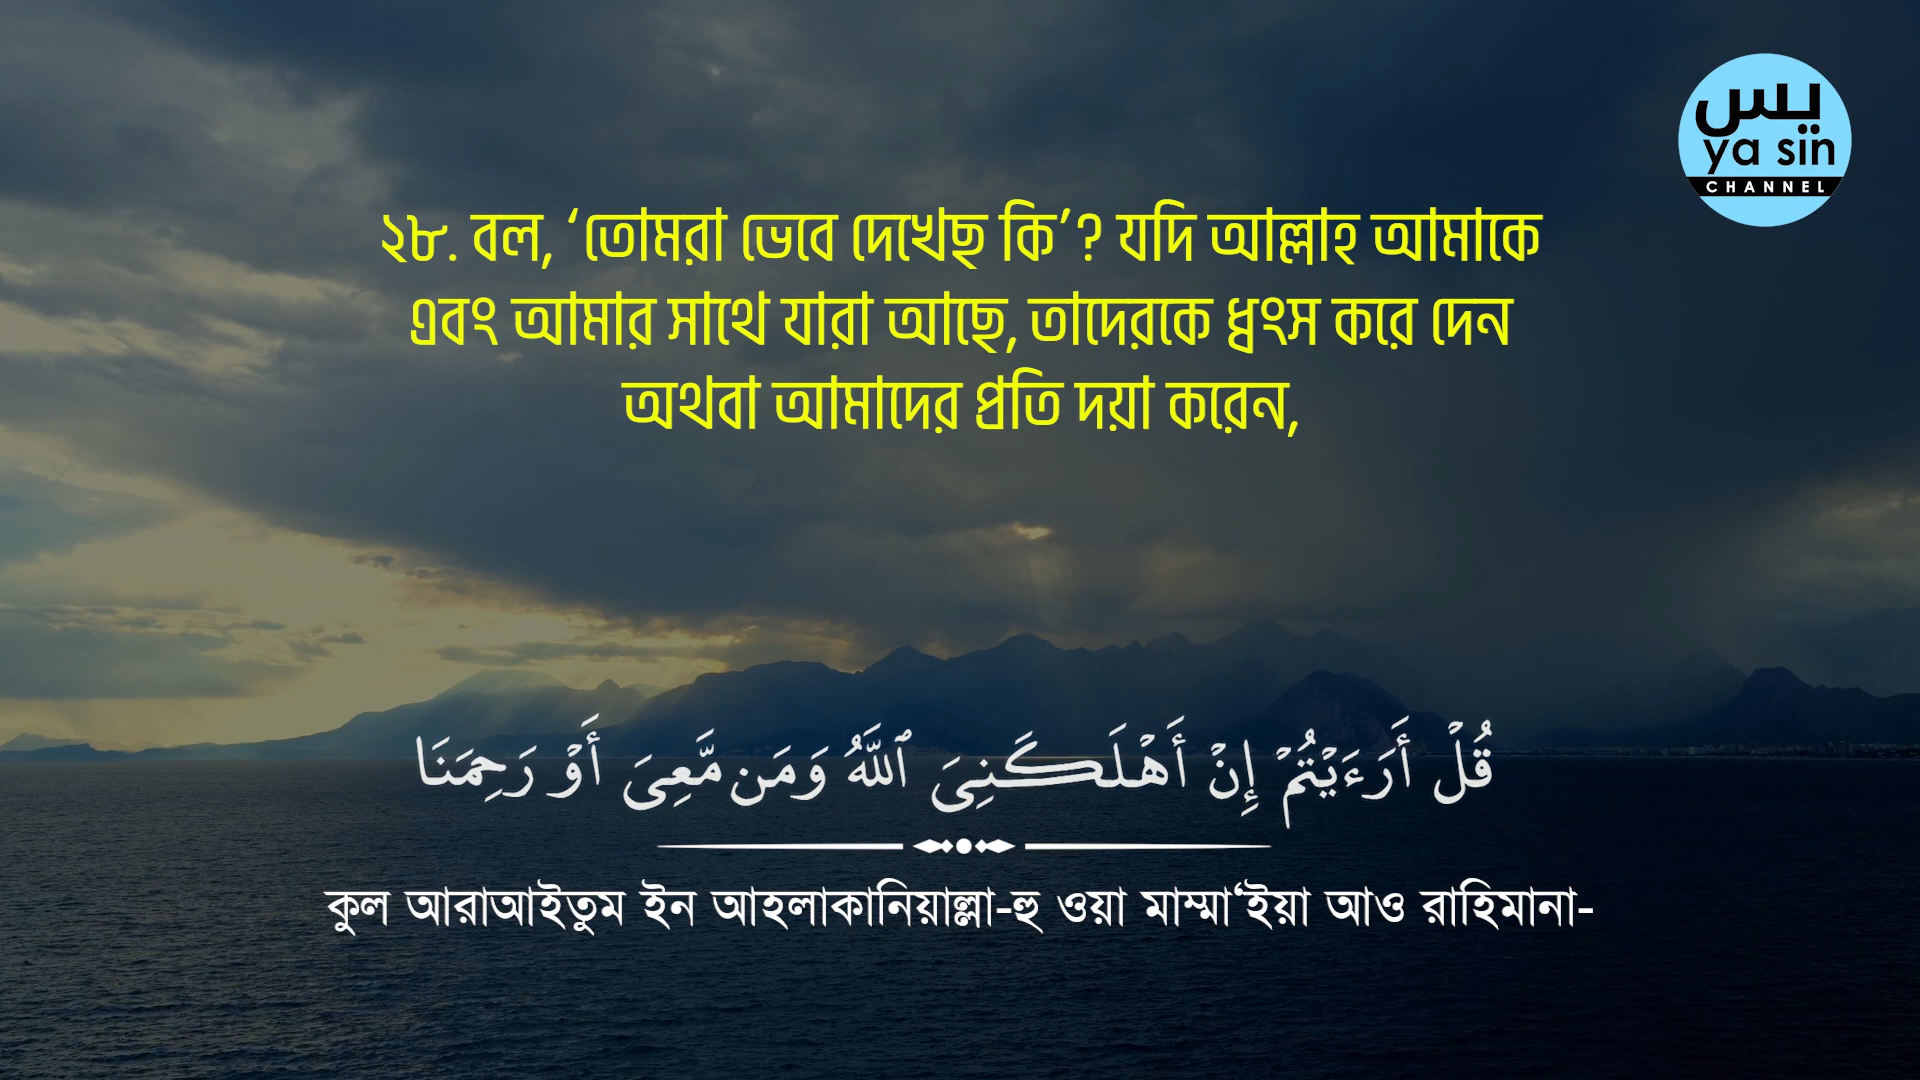 يس
ya sin
CHANNEL
২৮. বল, ‘তোমরা ভেবে দেখেছ কি’? যদি আল্লাহ আমাকে
এবং আমার সাথে যারা আছে, তাদেরকে ধ্বংস করে দেন
অথবা আমাদের প্রতি দয়া করেন,
قُلْ أَرَءَيْتُمْ إِنْ أَهْلَكَنِىَ ٱللَّهُ وَمَن مَّعِىَ أَوْ رَحِمَنَا
কুল আরাআইতুম ইন আহলাকানিয়াল্লা-হু ওয়া মাম্মা‘ইয়া আও রাহিমানা-